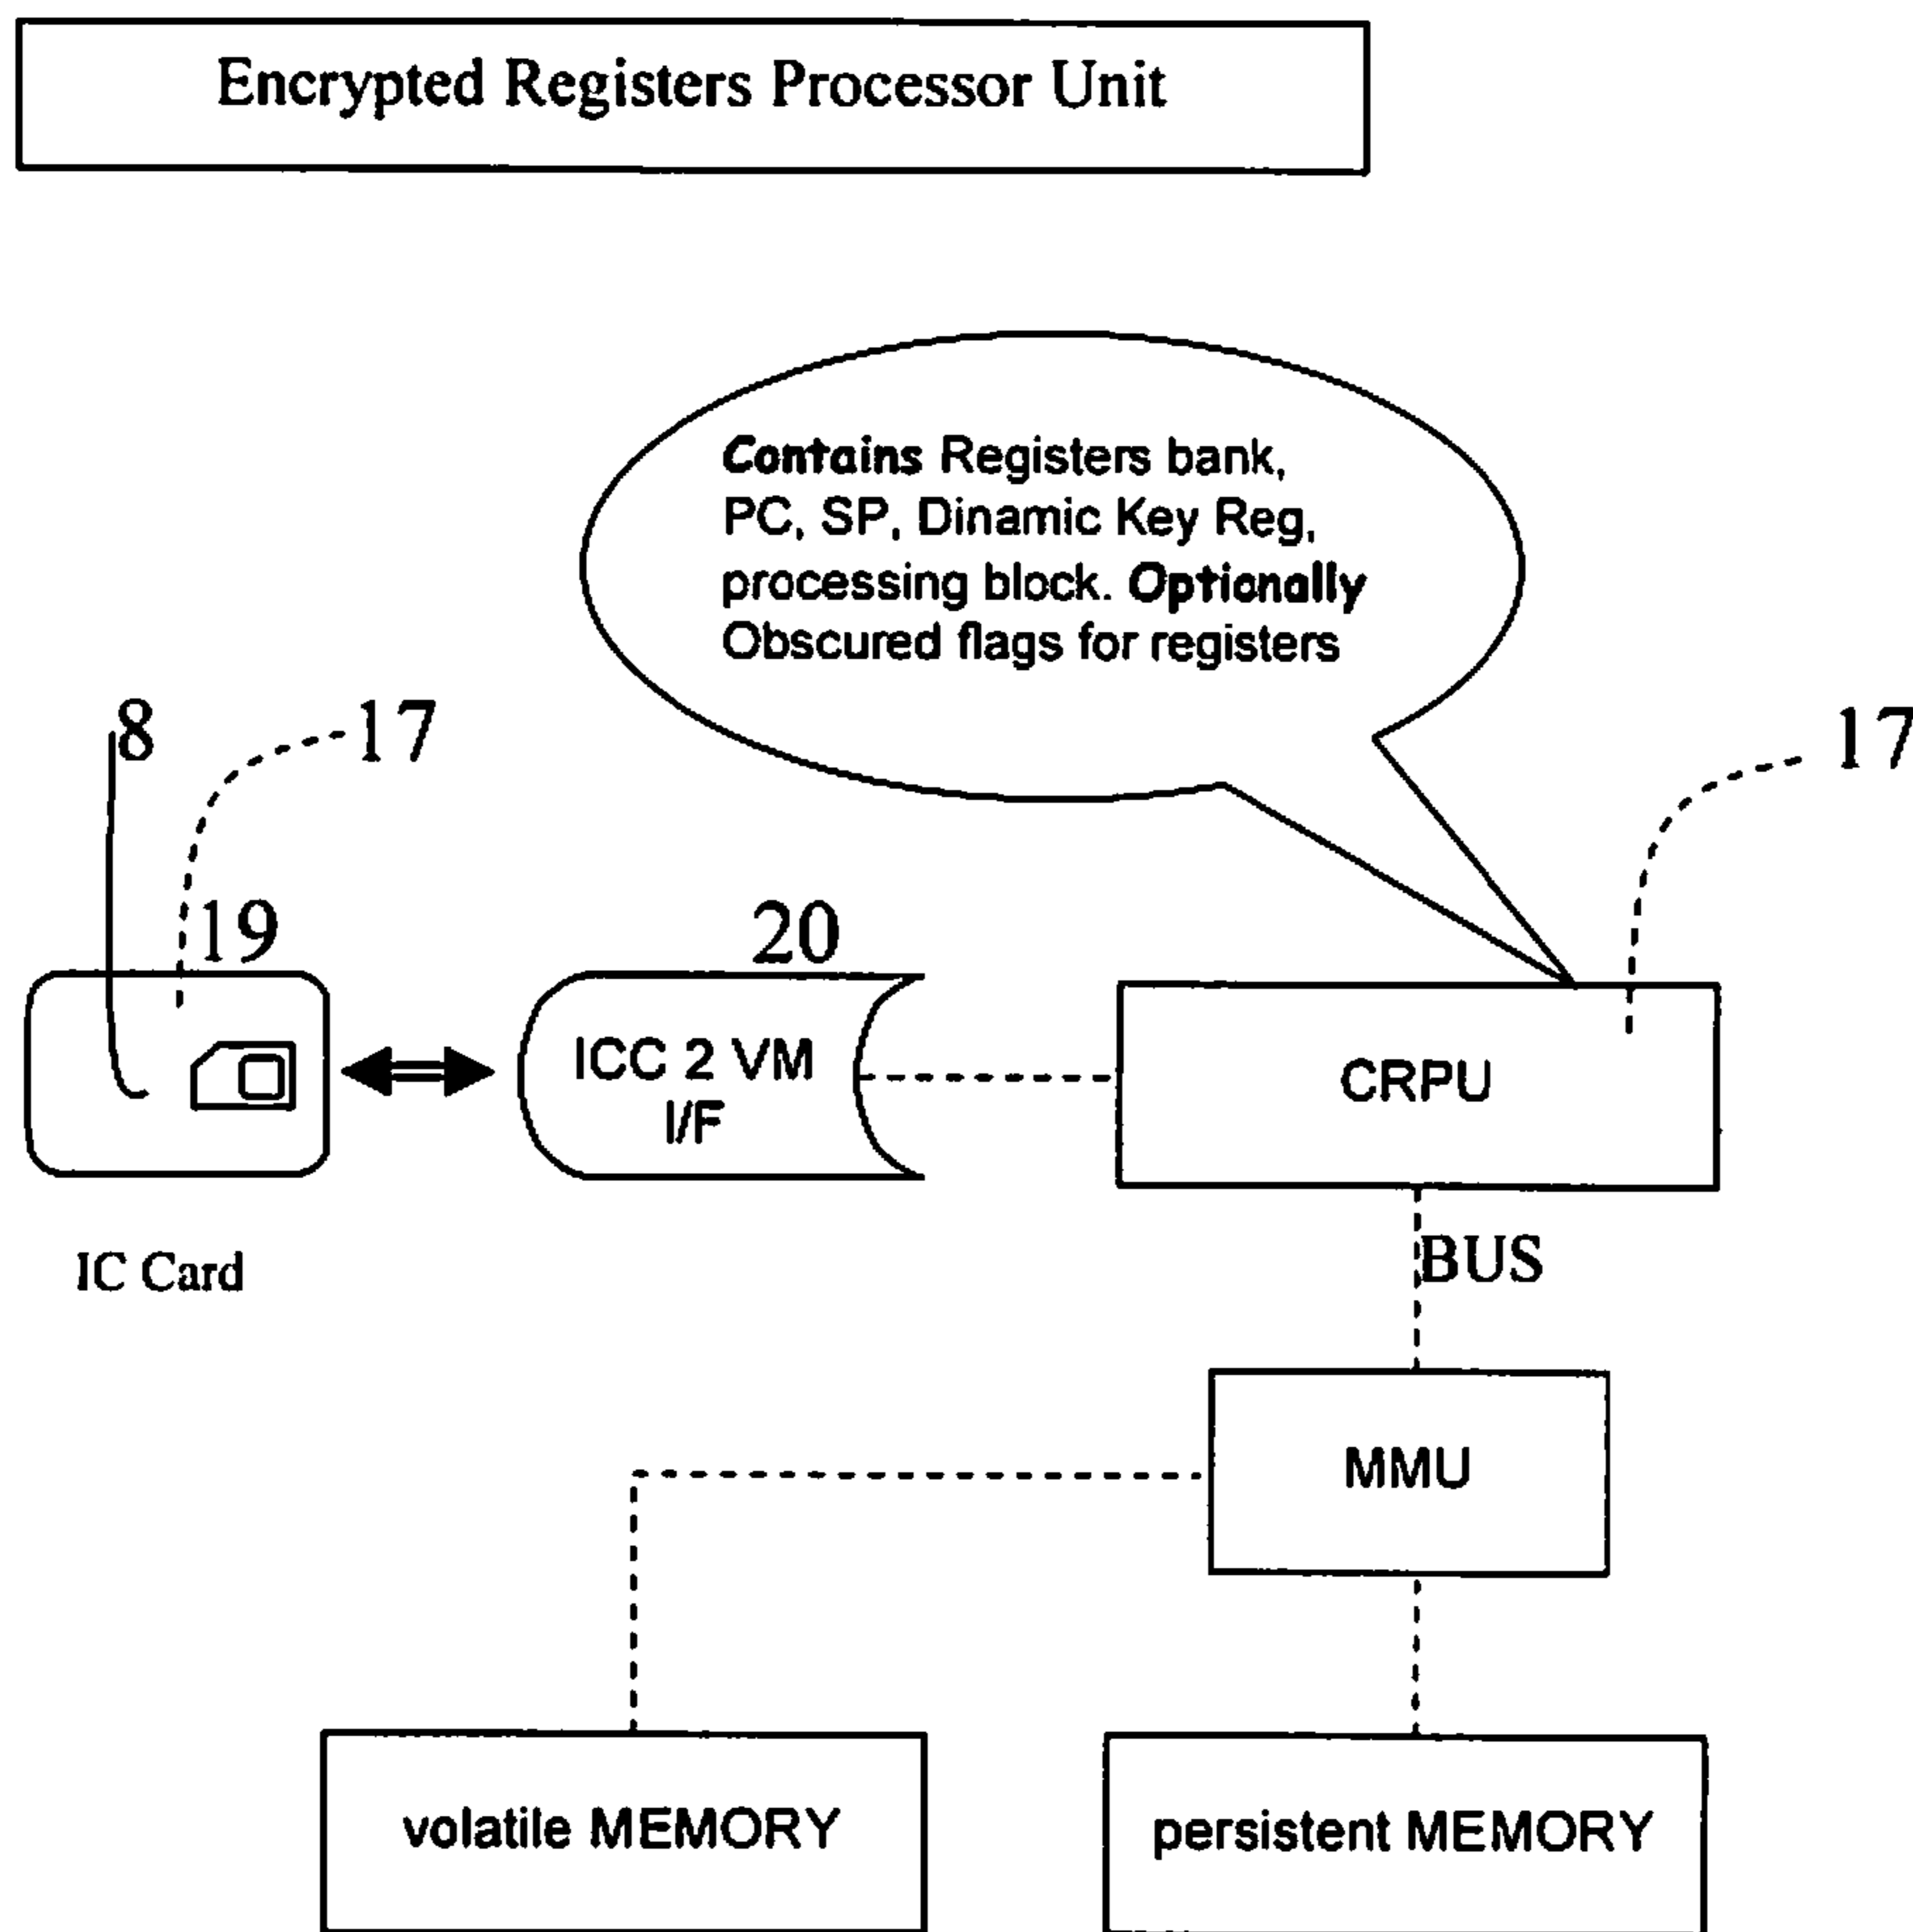 Encrypted Registers Processor Unit
Contains Registers bank,
PC, SP, Dinamic Key Reg,
processing block. Optionally
Obscured flags for registers
8
17
17
19
20
ICC 2 VM
I/F
CRPU
IC Card
BUS
MMU
volatile MEMORY
persistent MEMORY